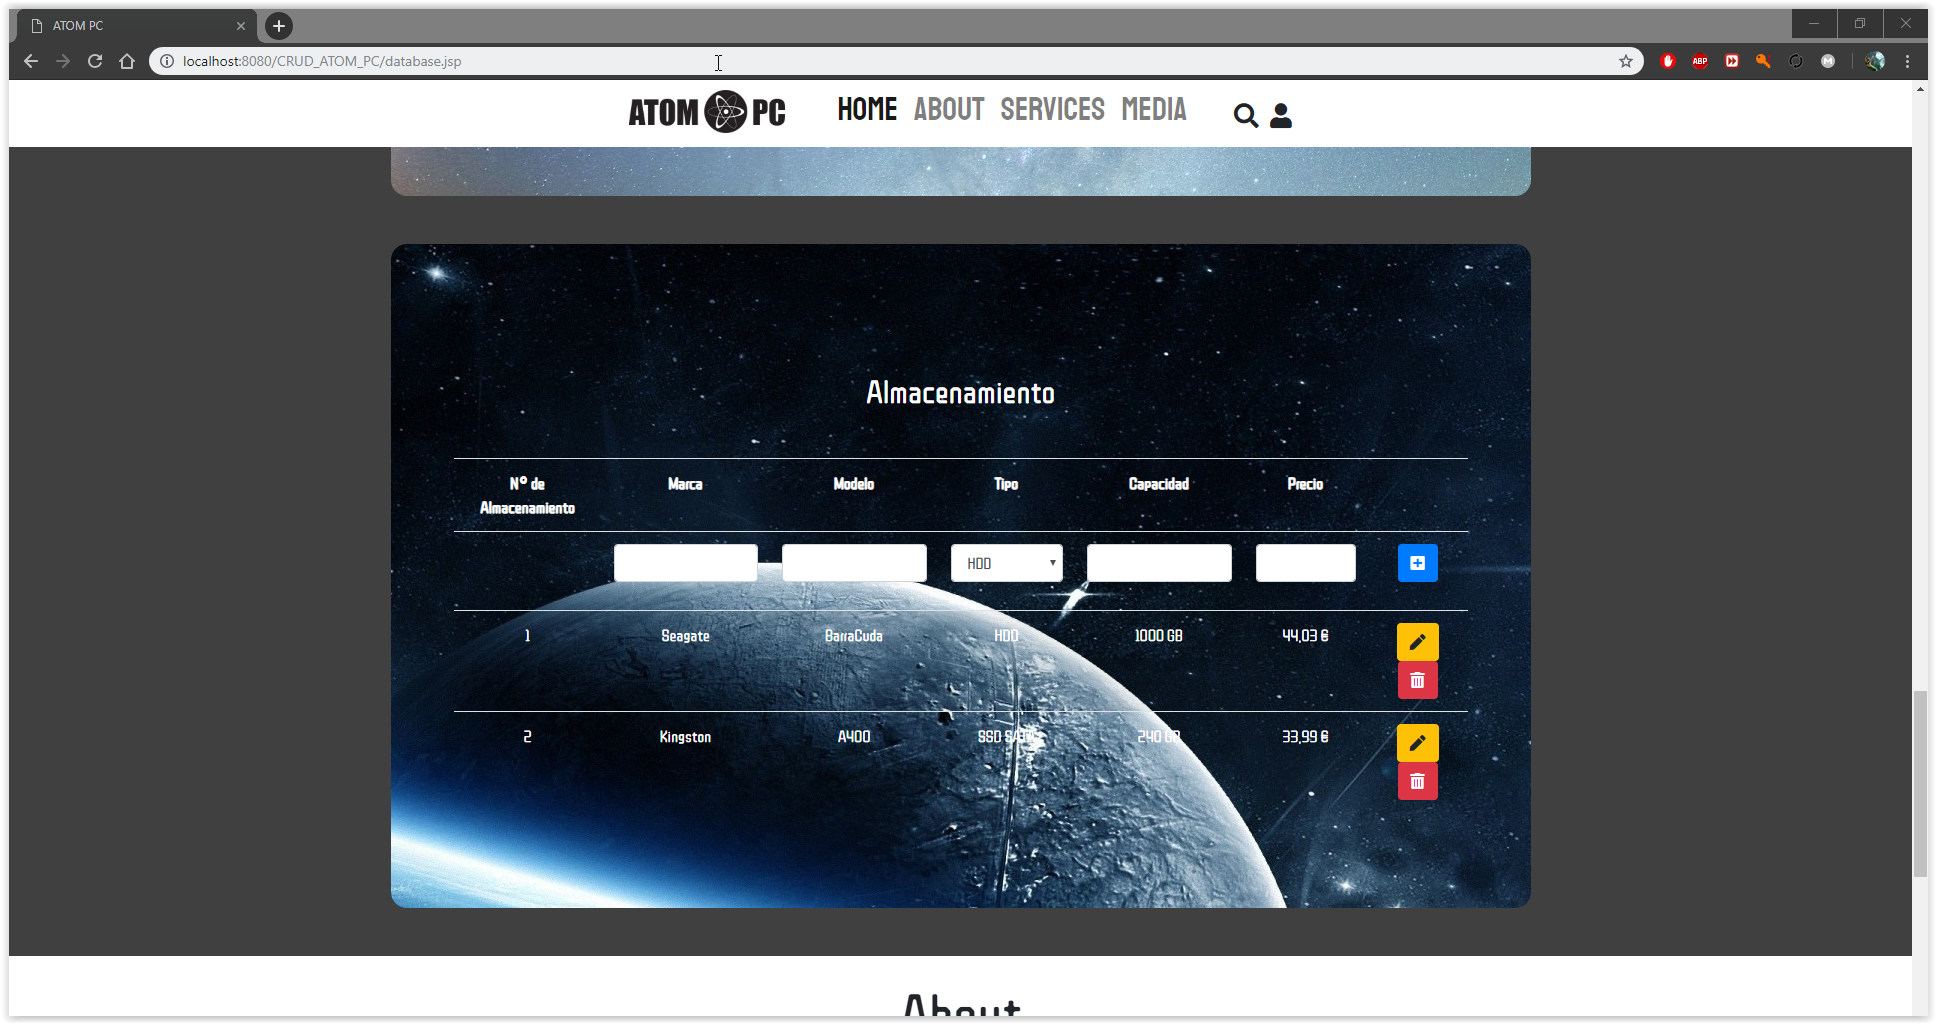 ATOM PC
localhost:8080/CRUD_ATOM_PC/database.jsp
ABP
M
ATOM PC HOME ABOUT SERVICES MEDIA
Almacenamiento
Nº de Almacenamiento Marca Modelo Tipo Capacidad Precio
HDD
1 Seagate BarraCuda HDD 1000 GB 44,03 €
2 Kingston A400 SSD SATA 240 GB 33,99 €
About